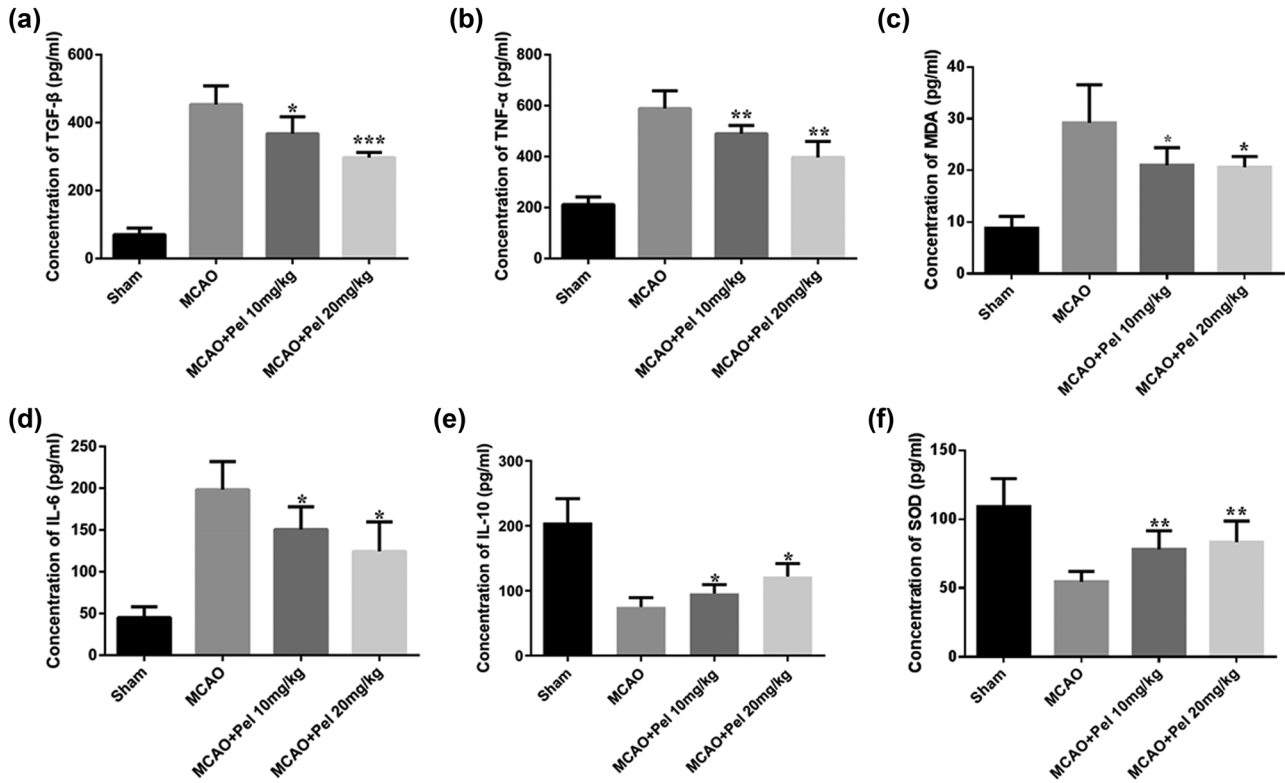 (a)
Concentration of TGF-β (pg/ml)
600
400
200
0
*
***
Sham
MCAO
MCAO+Pel 10mg/kg
MCAO+Pel 20mg/kg
(b)
Concentration of TNF-α (pg/ml)
800
600
400
200
0
**
**
Sham
MCAO
MCAO+Pel 10mg/kg
MCAO+Pel 20mg/kg
(c)
Concentration of MDA (pg/ml)
40
30
20
10
0
*
*
Sham
MCAO
MCAO+Pel 10mg/kg
MCAO+Pel 20mg/kg
(d)
Concentration of IL-6 (pg/ml)
250
200
150
100
50
0
*
*
Sham
MCAO
MCAO+Pel 10mg/kg
MCAO+Pel 20mg/kg
(e)
Concentration of IL-10 (pg/ml)
300
200
100
0
*
*
Sham
MCAO
MCAO+Pel 10mg/kg
MCAO+Pel 20mg/kg
(f)
Concentration of SOD (pg/ml)
150
100
50
0
**
**
Sham
MCAO
MCAO+Pel 10mg/kg
MCAO+Pel 20mg/kg